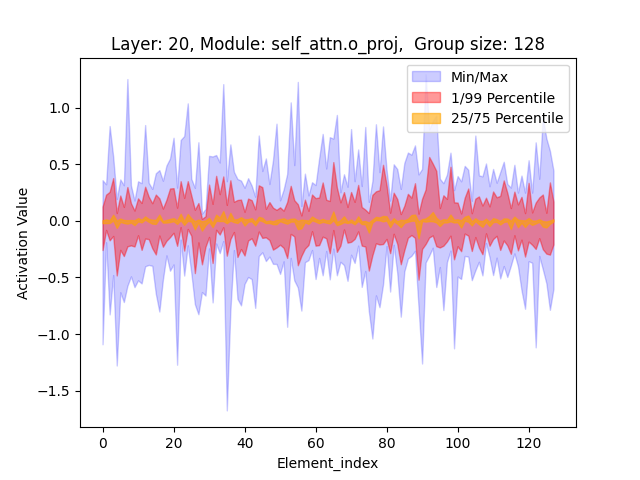 Layer: 20, Module: self_attn.o_proj,  Group size: 128
Min/Max
1/99 Percentile
25/75 Percentile
Activation Value
1.0
0.5
0.0
−0.5
−1.0
−1.5
0 20 40 60 80 100 120
Element_index